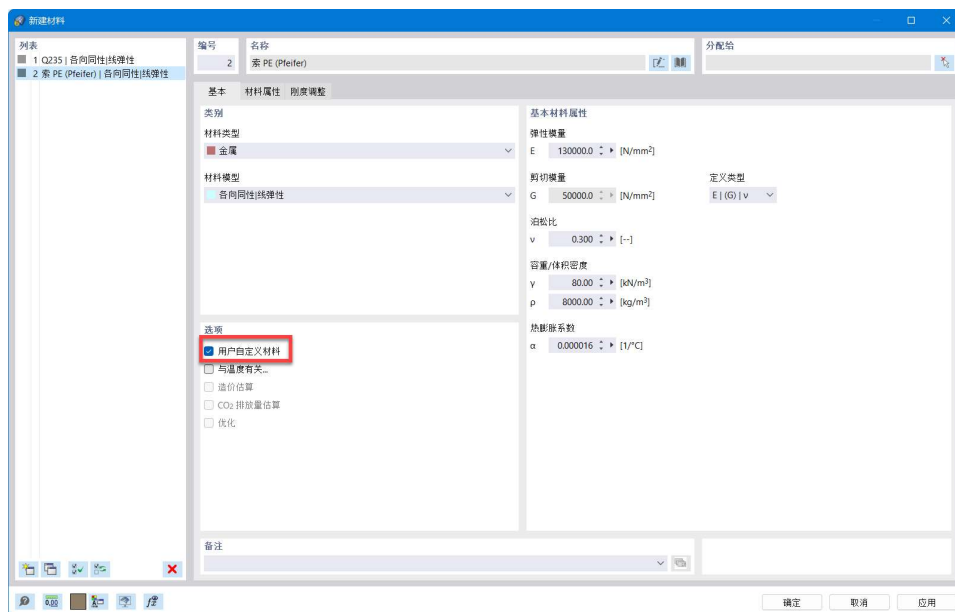 新建材料
列表
1 Q235 | 各向同性|线弹性
2 索 PE (Pfeifer) | 各向同性|线弹性
编号
2
名称
索 PE (Pfeifer)
分配给
基本 材料属性 刚度调整
类别
材料类型
金属
材料模型
各向同性|线弹性
选项
用户自定义材料
与温度有关...
造价估算
CO₂ 排放量估算
优化
基本材料属性
弹性模量
E 130000.0 [N/mm²]
剪切模量 定义类型
G 50000.0 [N/mm²] E | (G) | ν
泊松比
ν 0.300 [--]
容重/体积密度
γ 80.00 [kN/m³]
ρ 8000.00 [kg/m³]
热膨胀系数
α 0.000016 [1/°C]
备注
0,00
确定 取消 应用